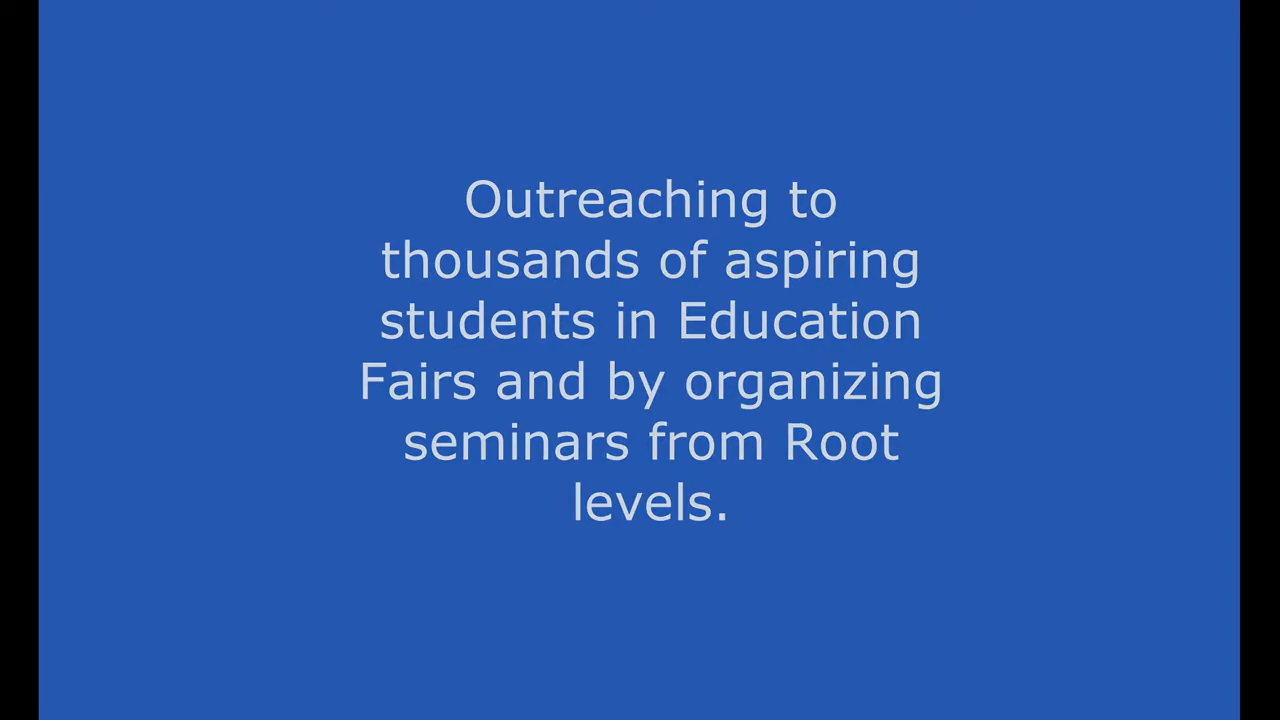 Outreaching to
thousands of aspiring
students in Education
Fairs and by organizing
seminars from Root
levels.